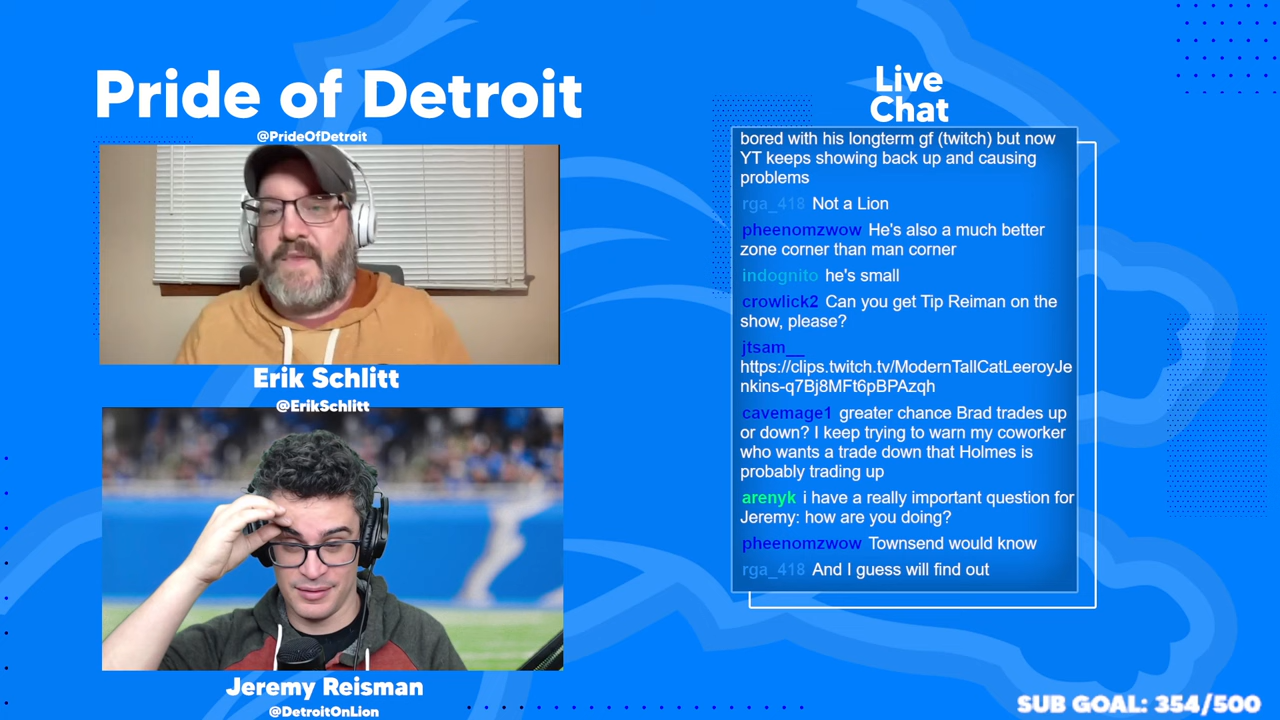 Pride of Detroit
@PrideOfDetroit
Erik Schlitt
@ErikSchlitt
Jeremy Reisman
@DetroitOnLion
Live
Chat
bored with his longterm gf (twitch) but now
YT keeps showing back up and causing
problems
rga_418 Not a Lion
pheenomzwow He's also a much better
zone corner than man corner
indognito he's small
crowlick2 Can you get Tip Reiman on the
show, please?
jtsam__
https://clips.twitch.tv/ModernTallCatLeeroyJe
nkins-q7Bj8MFt6pBPAzqh
cavemage1 greater chance Brad trades up
or down? I keep trying to warn my coworker
who wants a trade down that Holmes is
probably trading up
arenyk i have a really important question for
Jeremy: how are you doing?
pheenomzwow Townsend would know
rga_418 And I guess will find out
SUB GOAL: 354/500